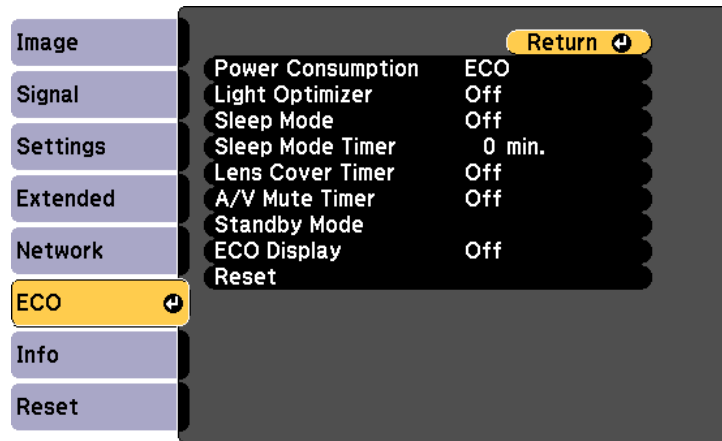 Image
Signal
Settings
Extended
Network
ECO
Info
Reset
Return
Power Consumption ECO
Light Optimizer Off
Sleep Mode Off
Sleep Mode Timer 0 min.
Lens Cover Timer Off
A/V Mute Timer Off
Standby Mode
ECO Display Off
Reset